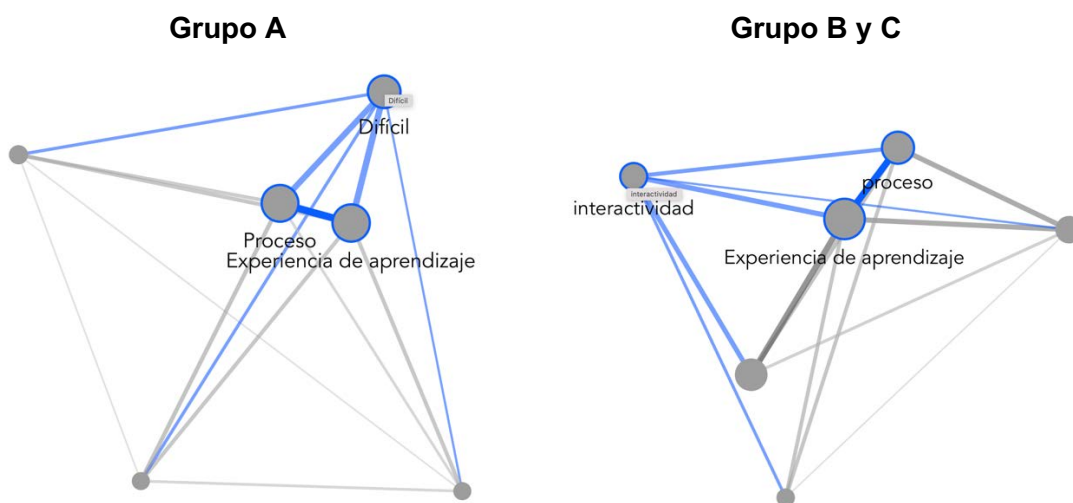 Grupo A
Difícil
Difícil
Proceso
Experiencia de aprendizaje
Grupo B y C
proceso
interactividad
interactividad
Experiencia de aprendizaje